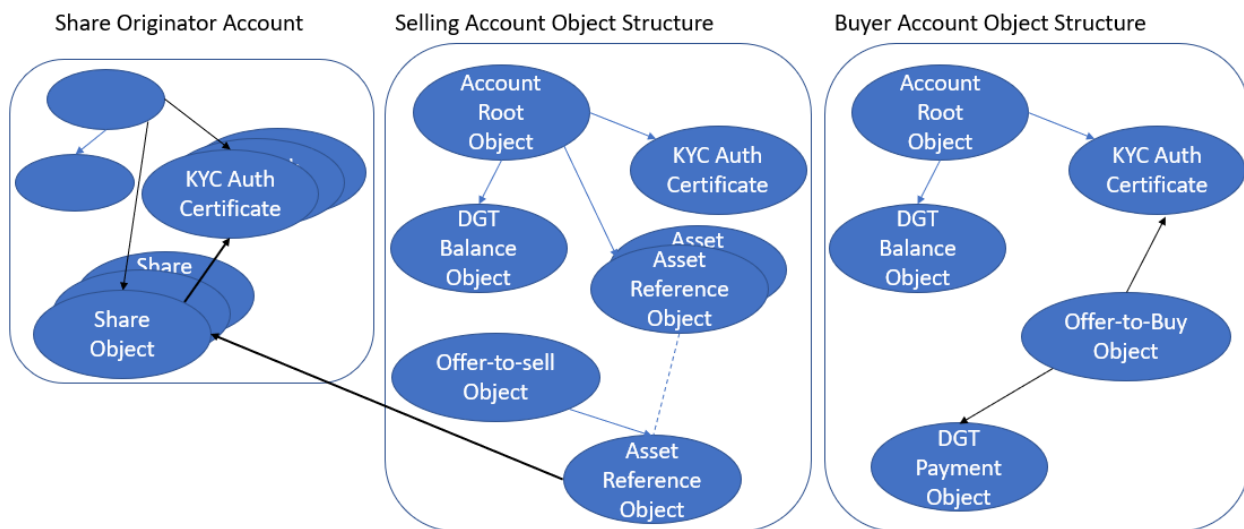 Share Originator Account
Selling Account Object Structure
Buyer Account Object Structure
KYC Auth
Certificate
Share
Share
Object
Account
Root
Object
KYC Auth
Certificate
DGT
Balance
Object
Asset
Asset
Reference
Object
Offer-to-sell
Object
Asset
Reference
Object
Account
Root
Object
KYC Auth
Certificate
DGT
Balance
Object
Offer-to-Buy
Object
DGT
Payment
Object